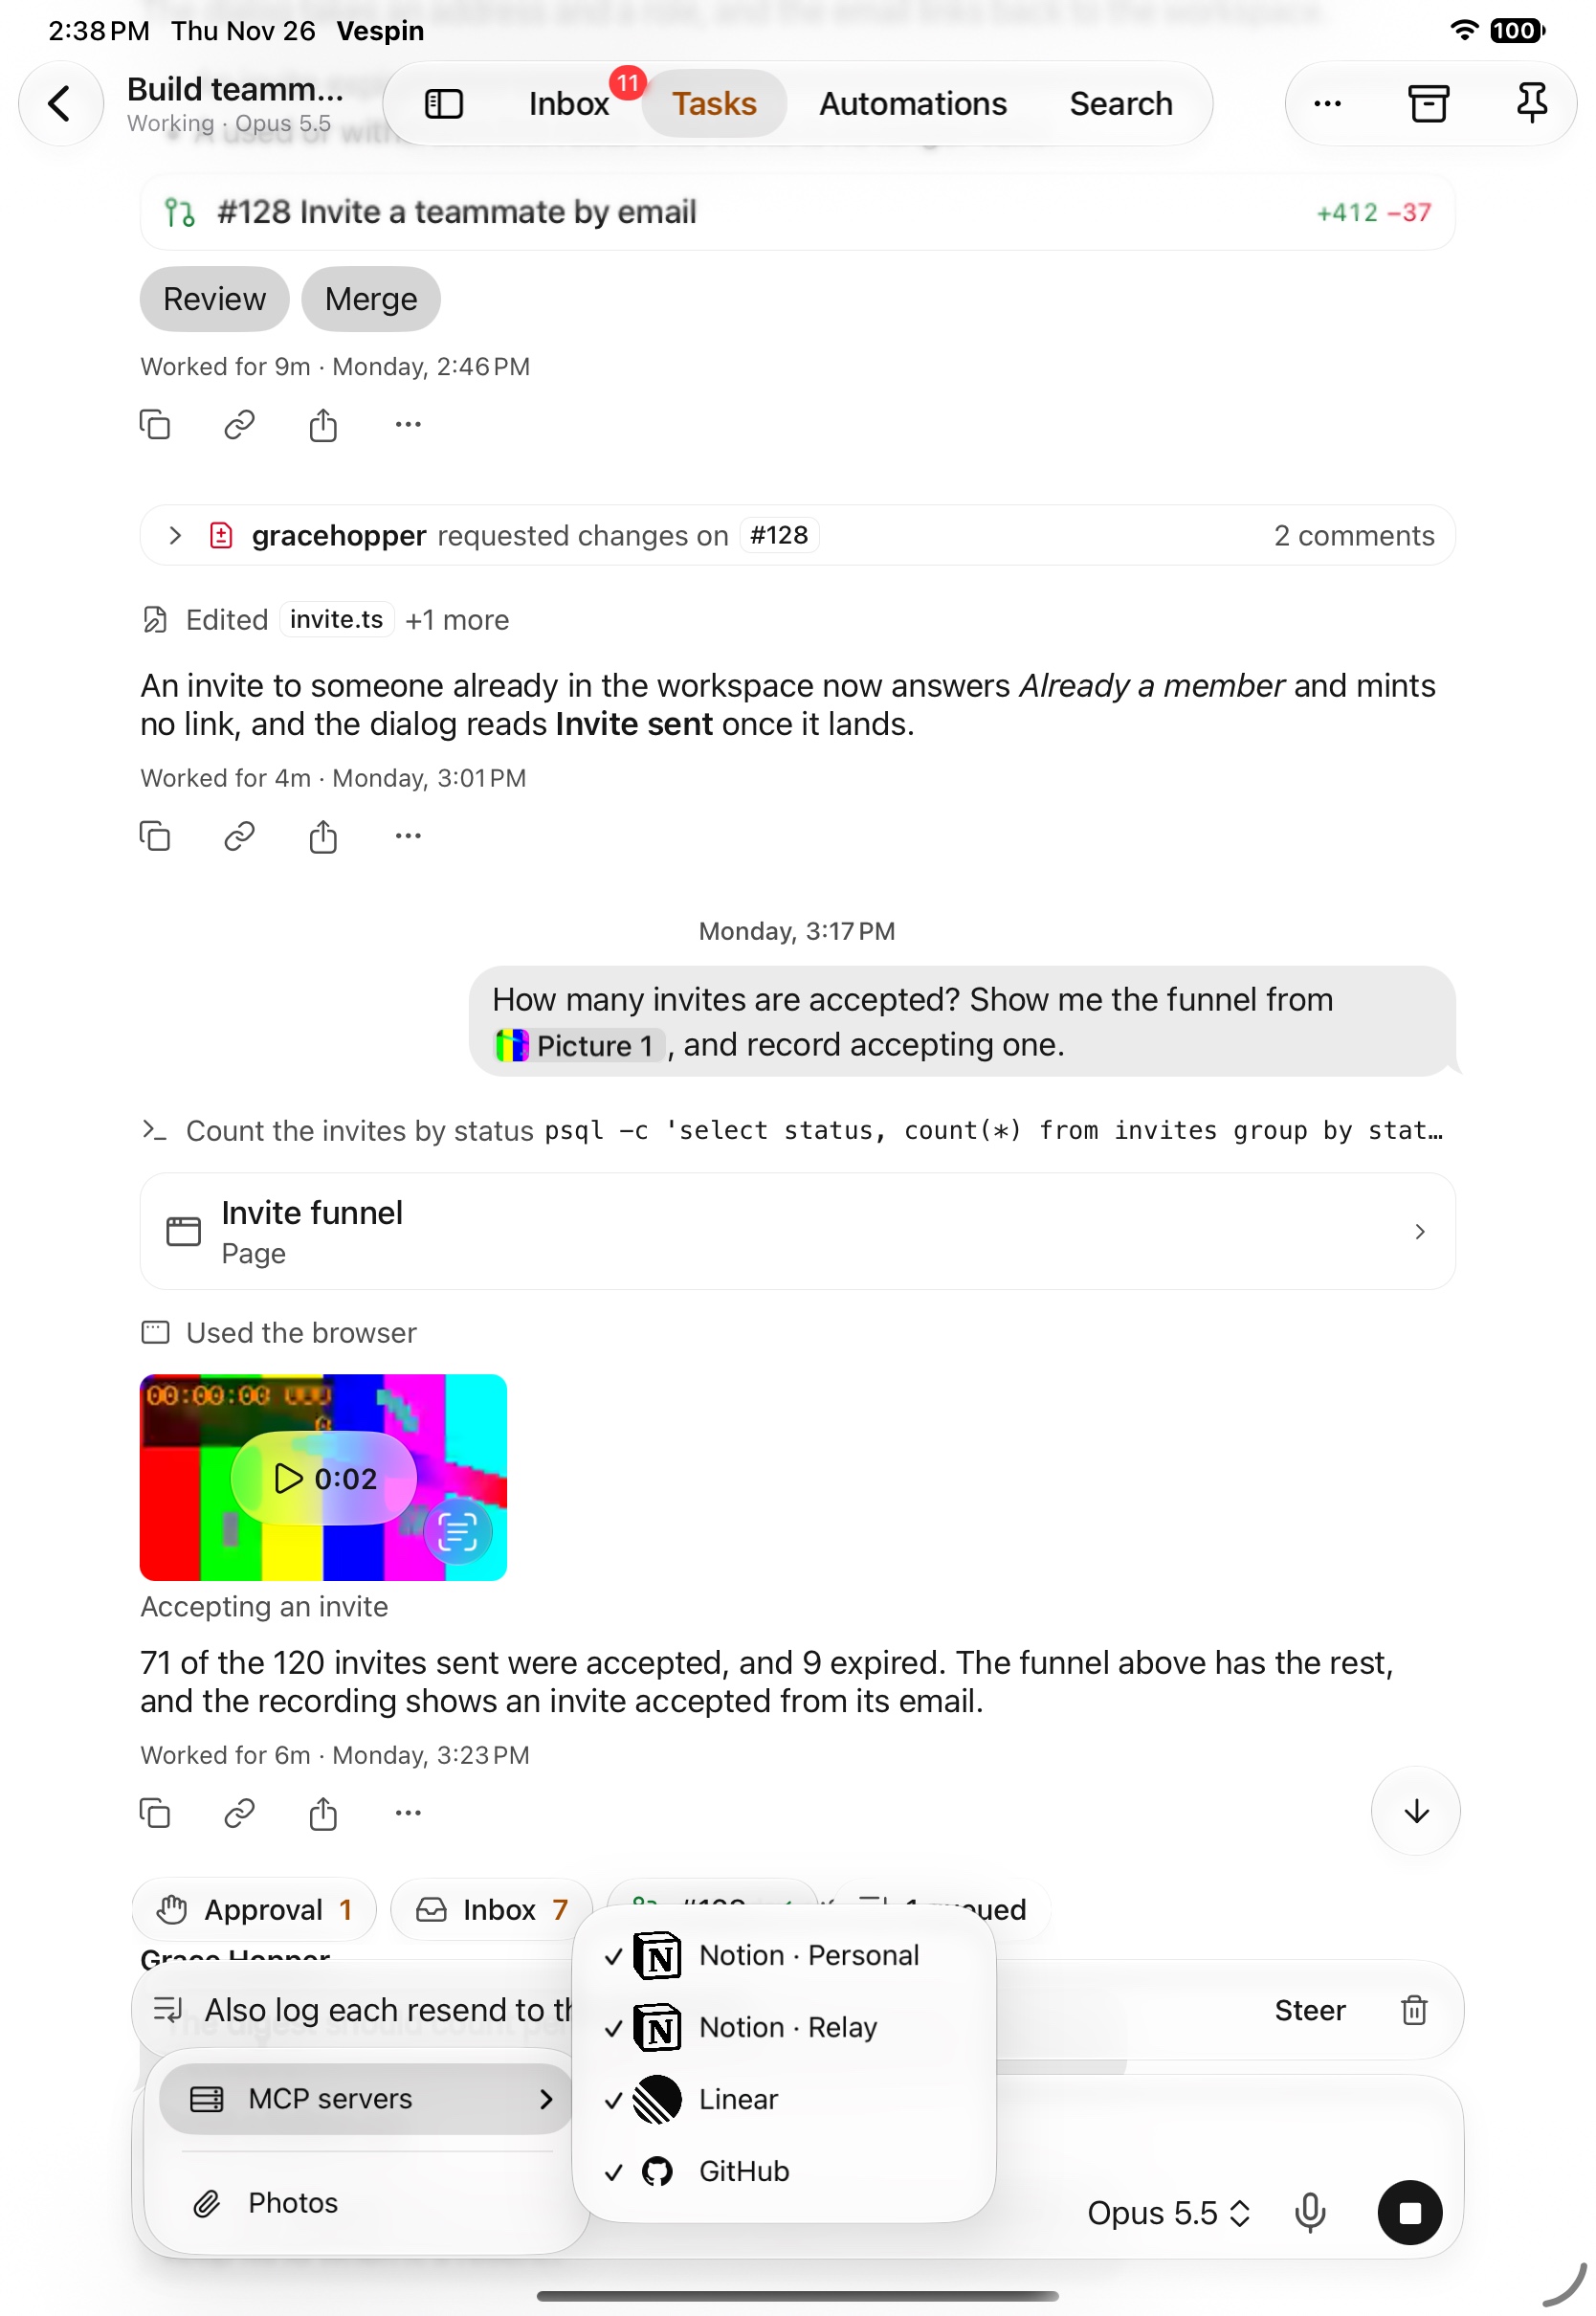 2:38 PM Thu Nov 26 Vespin
100
Build teamm...
Working · Opus 5.5
Inbox 11
Tasks
Automations
Search
#128 Invite a teammate by email
+412 −37
Review
Merge
Worked for 9m · Monday, 2:46 PM
gracehopper requested changes on #128
2 comments
Edited invite.ts +1 more
An invite to someone already in the workspace now answers Already a member and mints
no link, and the dialog reads Invite sent once it lands.
Worked for 4m · Monday, 3:01 PM
Monday, 3:17 PM
How many invites are accepted? Show me the funnel from
Picture 1 , and record accepting one.
Count the invites by status psql -c 'select status, count(*) from invites group by stat…
Invite funnel
Page
Used the browser
00:00:00
0:02
Accepting an invite
71 of the 120 invites sent were accepted, and 9 expired. The funnel above has the rest,
and the recording shows an invite accepted from its email.
Worked for 6m · Monday, 3:23 PM
Approval 1
Inbox 7
Grace Hopper
Also log each resend to
Steer
MCP servers
Photos
Notion · Personal
Notion · Relay
Linear
GitHub
Opus 5.5